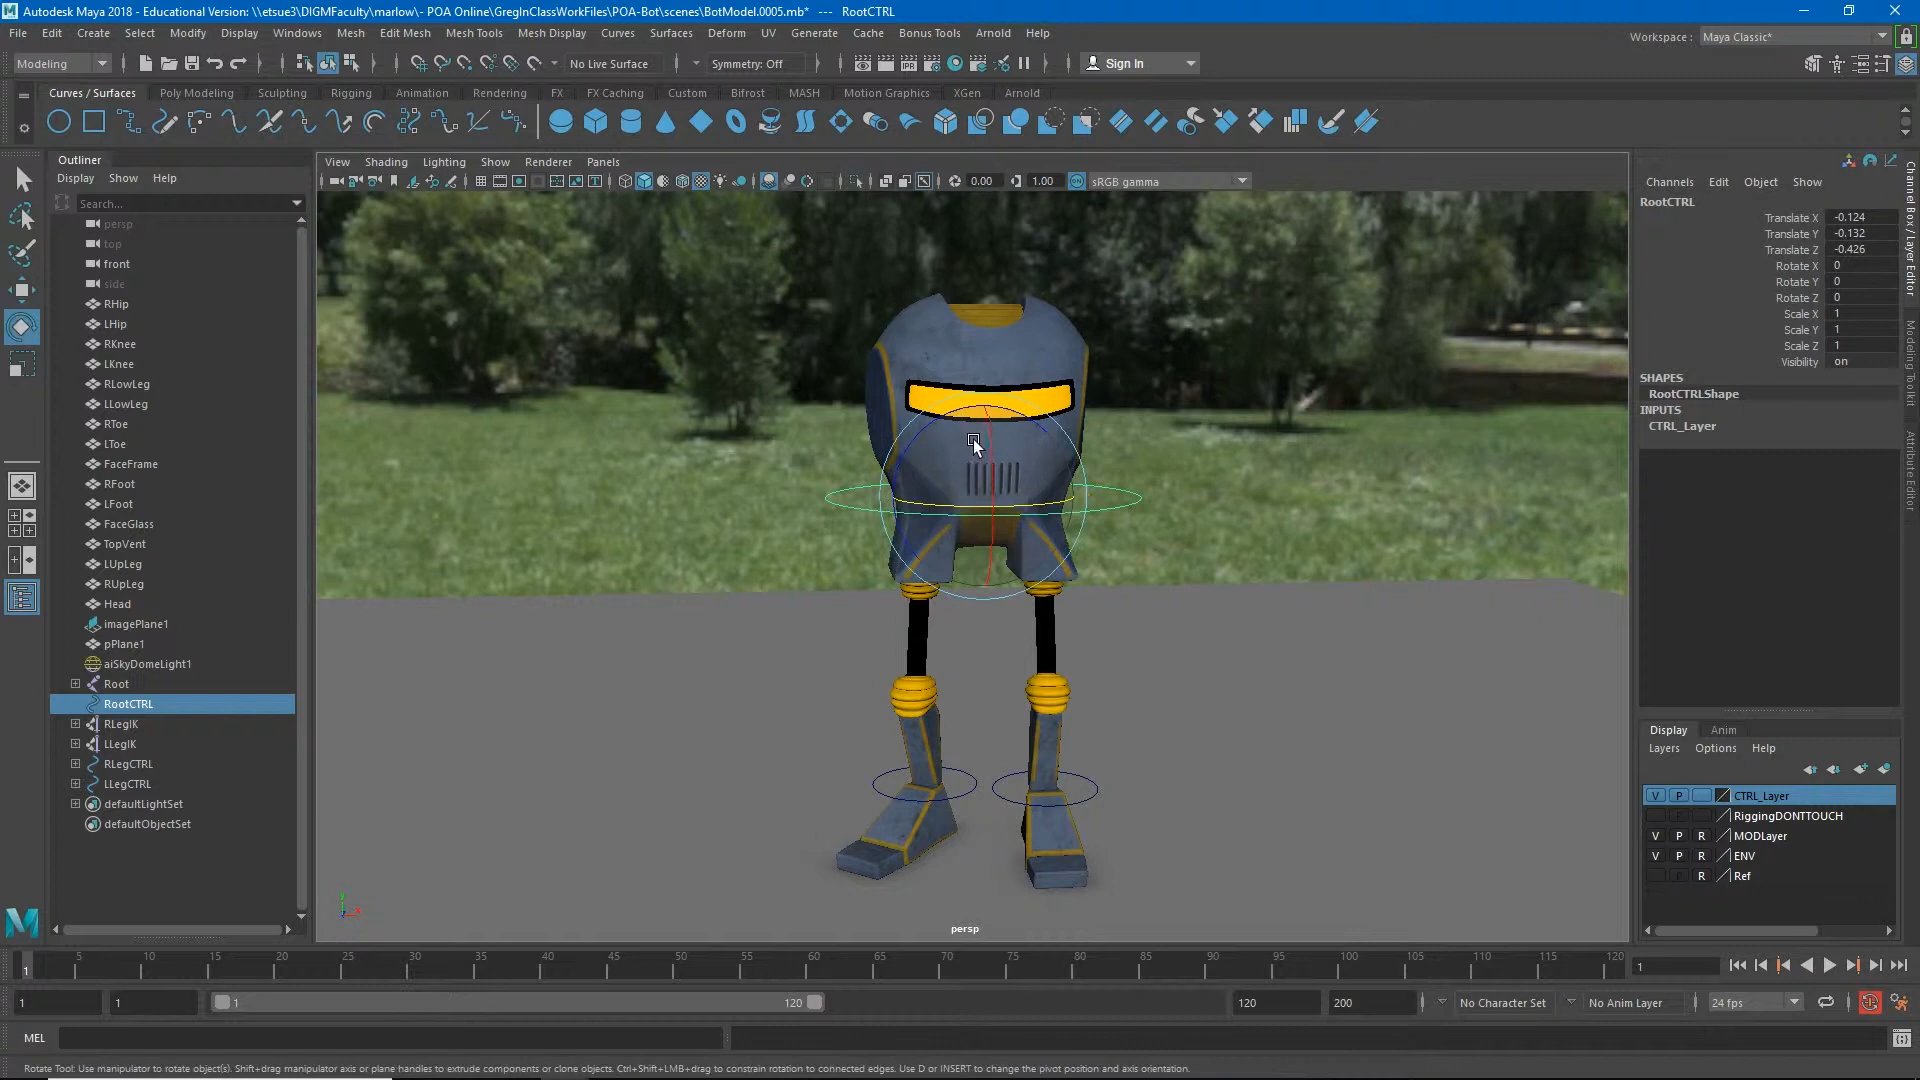 Autodesk Maya 2018 - Educational Version: \\etsue3\DIGMFaculty\marlow\- POA Online\GregInClassWorkFiles\POA-Bot\scenes\BotModel.0005.mb* --- RootCTRL
File Edit Create Select Modify Display Windows Mesh Edit Mesh Mesh Tools Mesh Display Curves Surfaces Deform UV Generate Cache Bonus Tools Arnold Help
Workspace : Maya Classic*
Modeling No Live Surface Symmetry: Off Sign In
Curves / Surfaces Poly Modeling Sculpting Rigging Animation Rendering FX FX Caching Custom Bifrost MASH Motion Graphics XGen Arnold
Outliner
Display Show Help
Search...
persp
top
front
side
RHip
LHip
RKnee
LKnee
RLowLeg
LLowLeg
RToe
LToe
FaceFrame
RFoot
LFoot
FaceGlass
TopVent
LUpLeg
RUpLeg
Head
imagePlane1
pPlane1
aiSkyDomeLight1
Root
RootCTRL
RLegIK
LLegIK
RLegCTRL
LLegCTRL
defaultLightSet
defaultObjectSet
View Shading Lighting Show Renderer Panels
0.00 1.00 ON sRGB gamma
persp
Channels Edit Object Show
RootCTRL
Translate X -0.124
Translate Y -0.132
Translate Z -0.426
Rotate X 0
Rotate Y 0
Rotate Z 0
Scale X 1
Scale Y 1
Scale Z 1
Visibility on
SHAPES
RootCTRLShape
INPUTS
CTRL_Layer
Channel Box / Layer Editor
Modeling Toolkit
Attribute Editor
Display Anim
Layers Options Help
V P CTRL_Layer
RiggingDONTTOUCH
V P R MODLayer
V P R ENV
R Ref
1 5 10 15 20 25 30 35 40 45 50 55 60 65 70 75 80 85 90 95 100 105 110 115 120 1
1 1 1 120 120 200 No Character Set No Anim Layer 24 fps
MEL
Rotate Tool: Use manipulator to rotate object(s). Shift+drag manipulator axis or plane handles to extrude components or clone objects. Ctrl+Shift+LMB+drag to constrain rotation to connected edges. Use D or INSERT to change the pivot position and axis orientation.